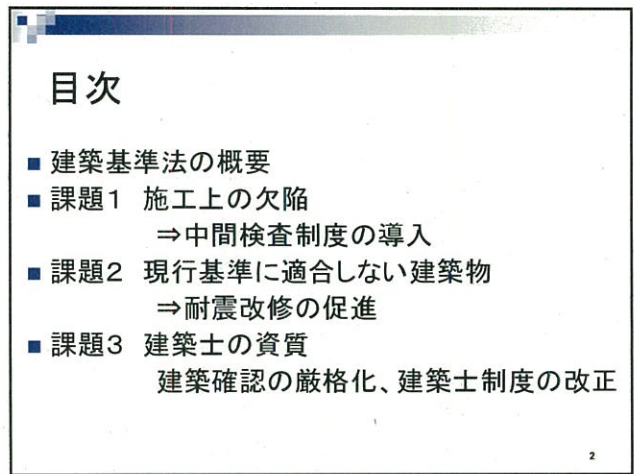 目次
■ 建築基準法の概要
■ 課題1 施工上の欠陥
⇒中間検査制度の導入
■ 課題2 現行基準に適合しない建築物
⇒耐震改修の促進
■ 課題3 建築士の資質
建築確認の厳格化、建築士制度の改正
2